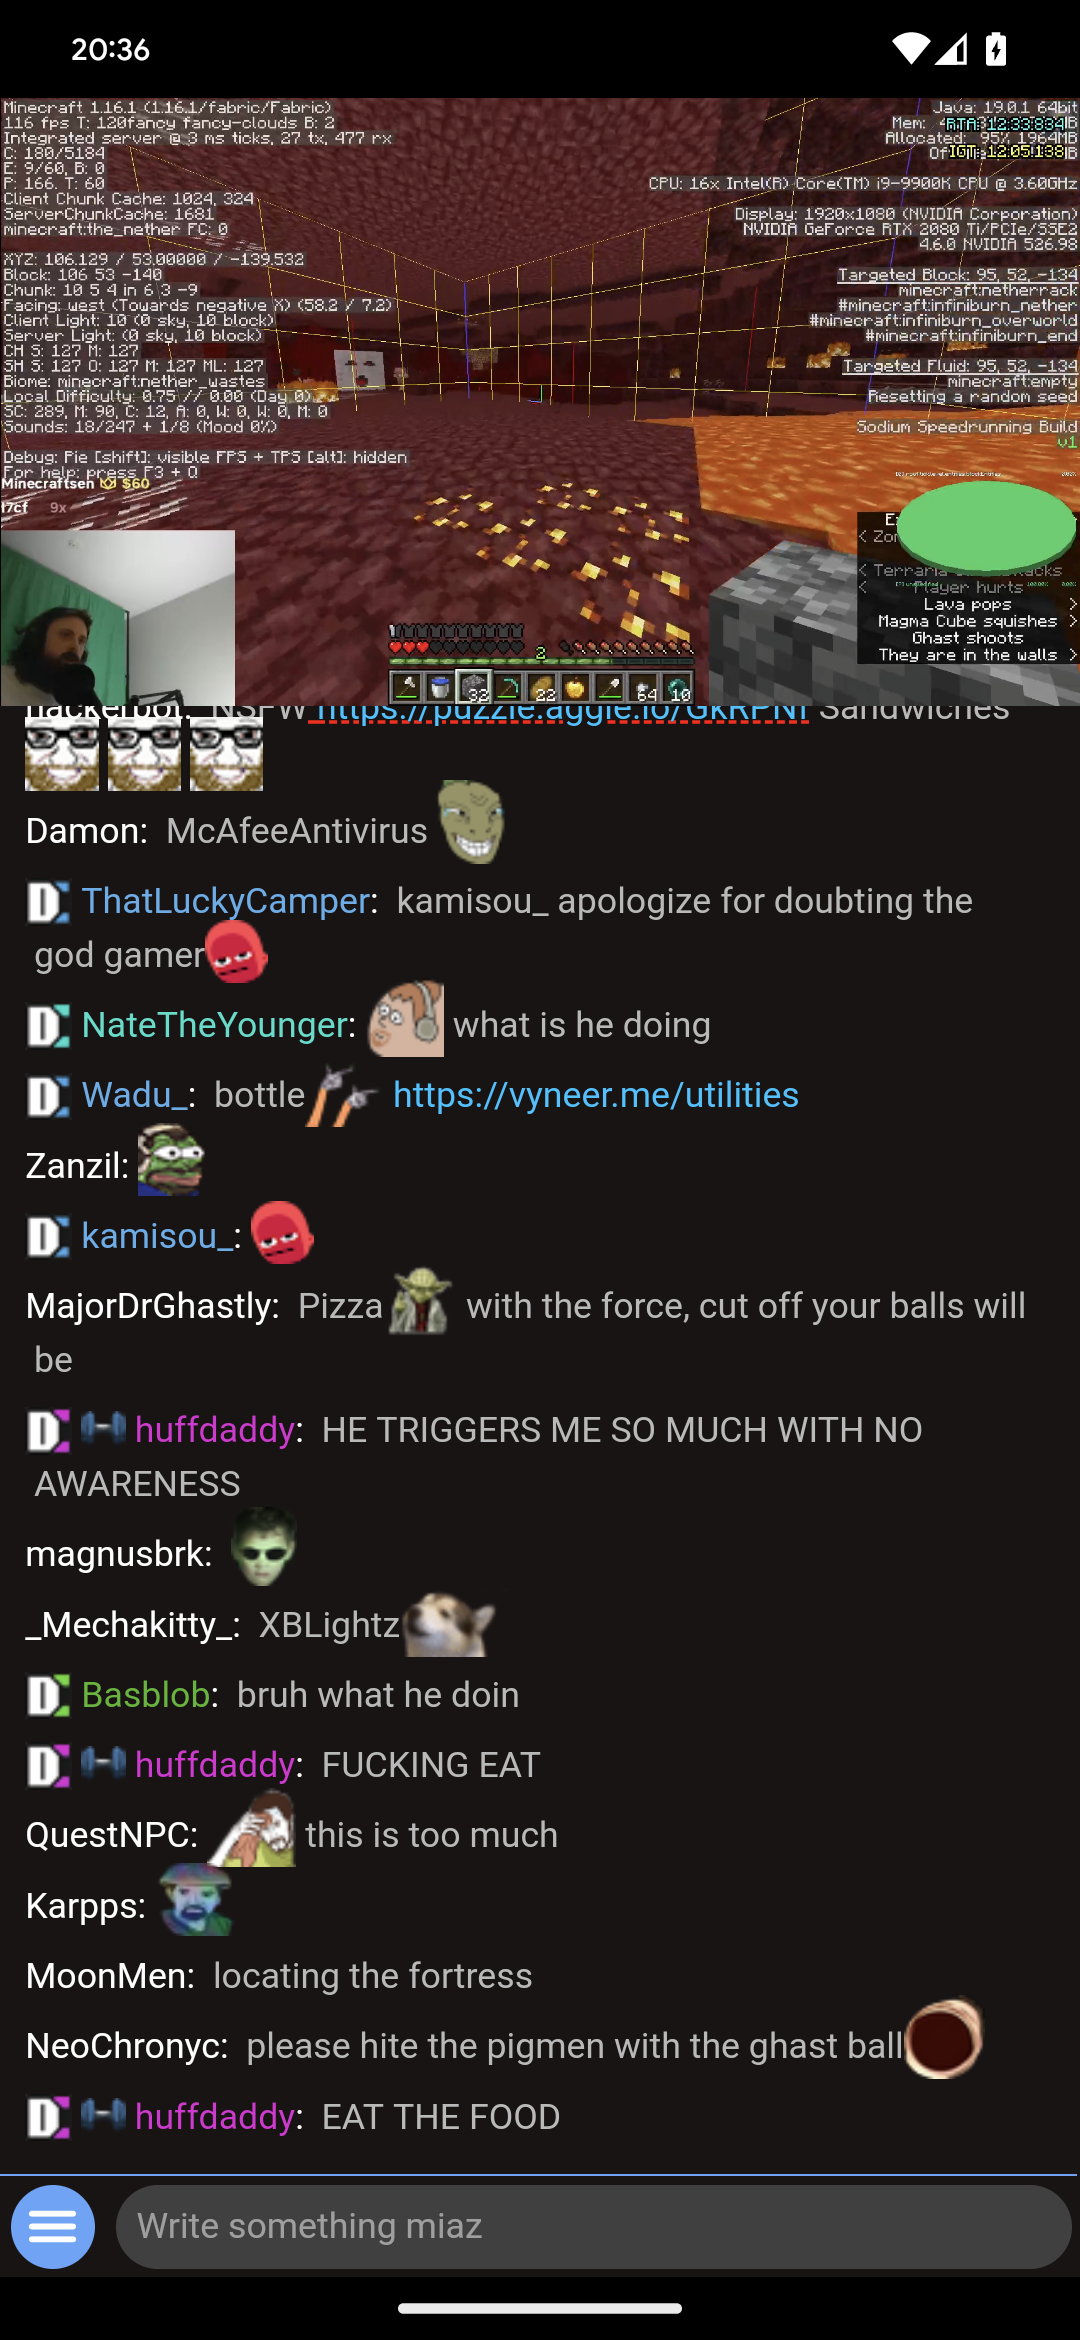 20:36
Minecraft 1.16.1 (1.16.1/fabric/Fabric)
116 fps T: 120fancy fancy-clouds B: 2
Integrated server @ 3 ms ticks, 27 tx, 477 rx
C: 180/5184
E: 9/60, B: 0
P: 166. T: 60
Client Chunk Cache: 1024, 324
ServerChunkCache: 1681
minecraft:the_nether FC: 0
XYZ: 106.129 / 53.00000 / -139.532
Block: 106 53 -140
Chunk: 10 5 4 in 6 3 -9
Facing: west (Towards negative X) (58.2 / 7.2)
Client Light: 10 (0 sky, 10 block)
Server Light: (0 sky, 10 block)
CH S: 127 M: 127
SH S: 127 O: 127 M: 127 ML: 127
Biome: minecraft:nether_wastes
Local Difficulty: 0.75 // 0.00 (Day 0)
SC: 289, M: 90, C: 12, A: 0, W: 0, W: 0, M: 0
Sounds: 18/247 + 1/8 (Mood 0%)
Debug: Pie [shift]: visible FPS + TPS [alt]: hidden
For help: press F3 + Q
Minecraftsen $60
17cf 9x
Java: 19.0.1 64bit
Mem:
RTA: 12:33:834
Allocated: 95% 1964MB
IGT: 12:05:138
CPU: 16x Intel(R) Core(TM) i9-9900K CPU @ 3.60GHz
Display: 1920x1080 (NVIDIA Corporation)
NVIDIA GeForce RTX 2080 Ti/PCIe/SSE2
4.6.0 NVIDIA 526.98
Targeted Block: 95, 52, -134
minecraft:netherrack
#minecraft:infiniburn_nether
#minecraft:infiniburn_overworld
#minecraft:infiniburn_end
Targeted Fluid: 95, 52, -134
minecraft:empty
Resetting a random seed
Sodium Speedrunning Build
v1
< Terraria
< Player hurts
Lava pops >
Magma Cube squishes >
Ghast shoots
They are in the walls >
2
32 22 64 10
hackerbot: NSFW https://puzzle.aggie.io/GkRPNf Sandwiches
Damon: McAfeeAntivirus
D: ThatLuckyCamper: kamisou_ apologize for doubting the
god gamer
D: NateTheYounger: what is he doing
D: Wadu_: bottle https://vyneer.me/utilities
Zanzil:
D: kamisou_:
MajorDrGhastly: Pizza with the force, cut off your balls will
be
D: huffdaddy: HE TRIGGERS ME SO MUCH WITH NO
AWARENESS
magnusbrk:
_Mechakitty_: XBLightz
D: Basblob: bruh what he doin
D: huffdaddy: FUCKING EAT
QuestNPC: this is too much
Karpps:
MoonMen: locating the fortress
NeoChronyc: please hite the pigmen with the ghast ball
D: huffdaddy: EAT THE FOOD
Write something miaz